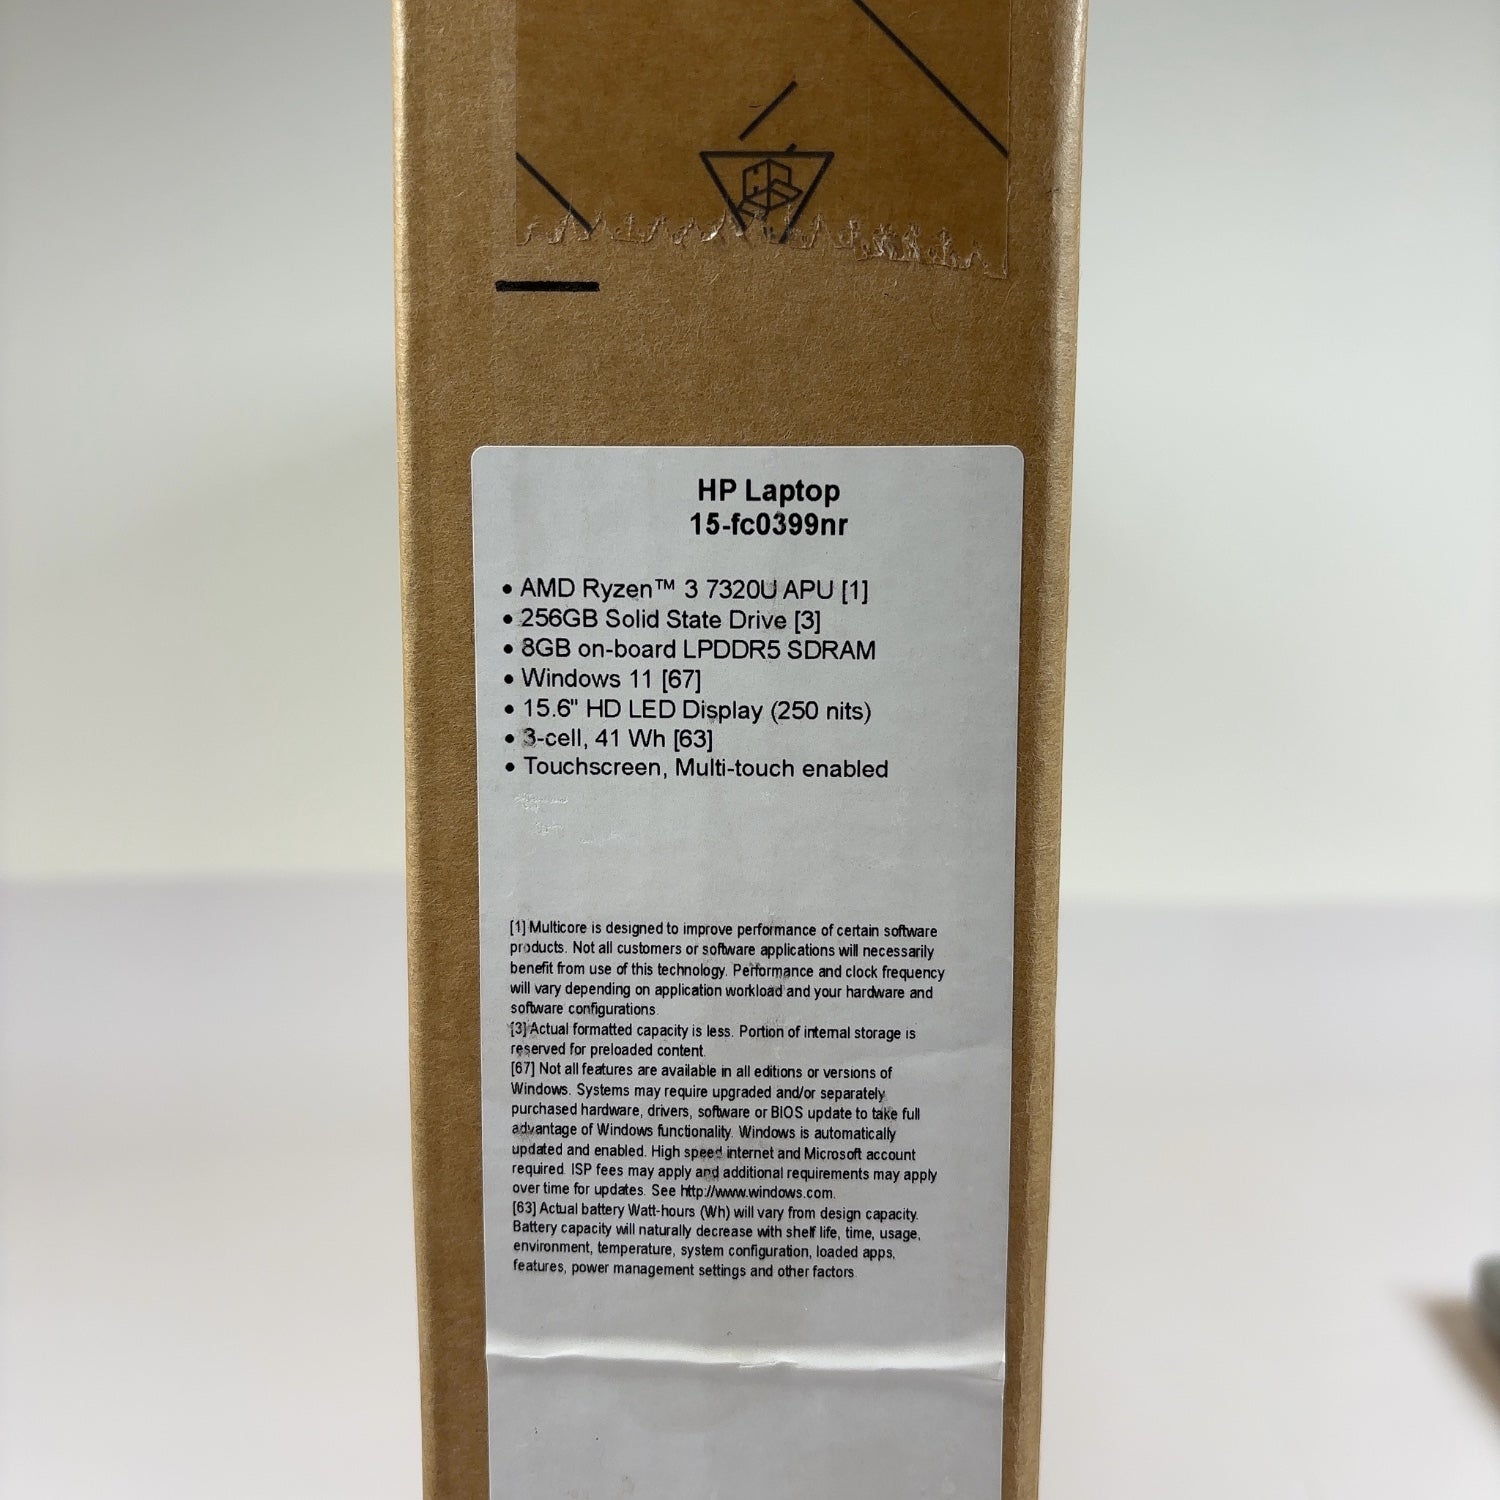 HP Laptop
15-fc0399nr
• AMD Ryzen™ 3 7320U APU [1]
• 256GB Solid State Drive [3]
• 8GB on-board LPDDR5 SDRAM
• Windows 11 [67]
• 15.6" HD LED Display (250 nits)
• 3-cell, 41 Wh [63]
• Touchscreen, Multi-touch enabled
[1] Multicore is designed to improve performance of certain software
products. Not all customers or software applications will necessarily
benefit from use of this technology. Performance and clock frequency
will vary depending on application workload and your hardware and
software configurations.
[3] Actual formatted capacity is less. Portion of internal storage is
reserved for preloaded content.
[67] Not all features are available in all editions or versions of
Windows. Systems may require upgraded and/or separately
purchased hardware, drivers, software or BIOS update to take full
advantage of Windows functionality. Windows is automatically
updated and enabled. High speed internet and Microsoft account
required. ISP fees may apply and additional requirements may apply
over time for updates. See http://www.windows.com.
[63] Actual battery Watt-hours (Wh) will vary from design capacity.
Battery capacity will naturally decrease with shelf life, time, usage,
environment, temperature, system configuration, loaded apps,
features, power management settings and other factors.